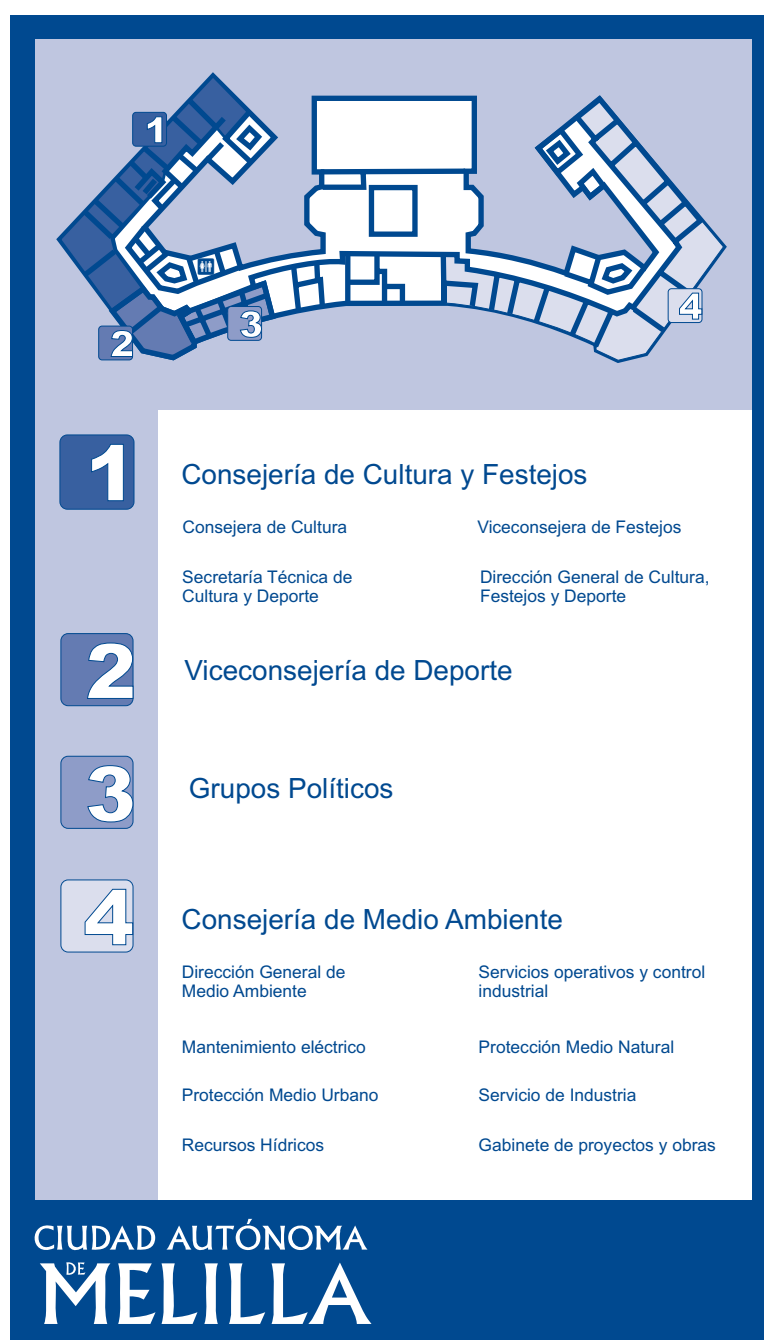 1
2
3
4
1
Consejería de Cultura y Festejos
Consejera de Cultura
Viceconsejera de Festejos
Secretaría Técnica de
Cultura y Deporte
Dirección General de Cultura,
Festejos y Deporte
2
Viceconsejería de Deporte
3
Grupos Políticos
4
Consejería de Medio Ambiente
Dirección General de
Medio Ambiente
Servicios operativos y control
industrial
Mantenimiento eléctrico
Protección Medio Natural
Protección Medio Urbano
Servicio de Industria
Recursos Hídricos
Gabinete de proyectos y obras
CIUDAD AUTÓNOMA
DE
MELILLA